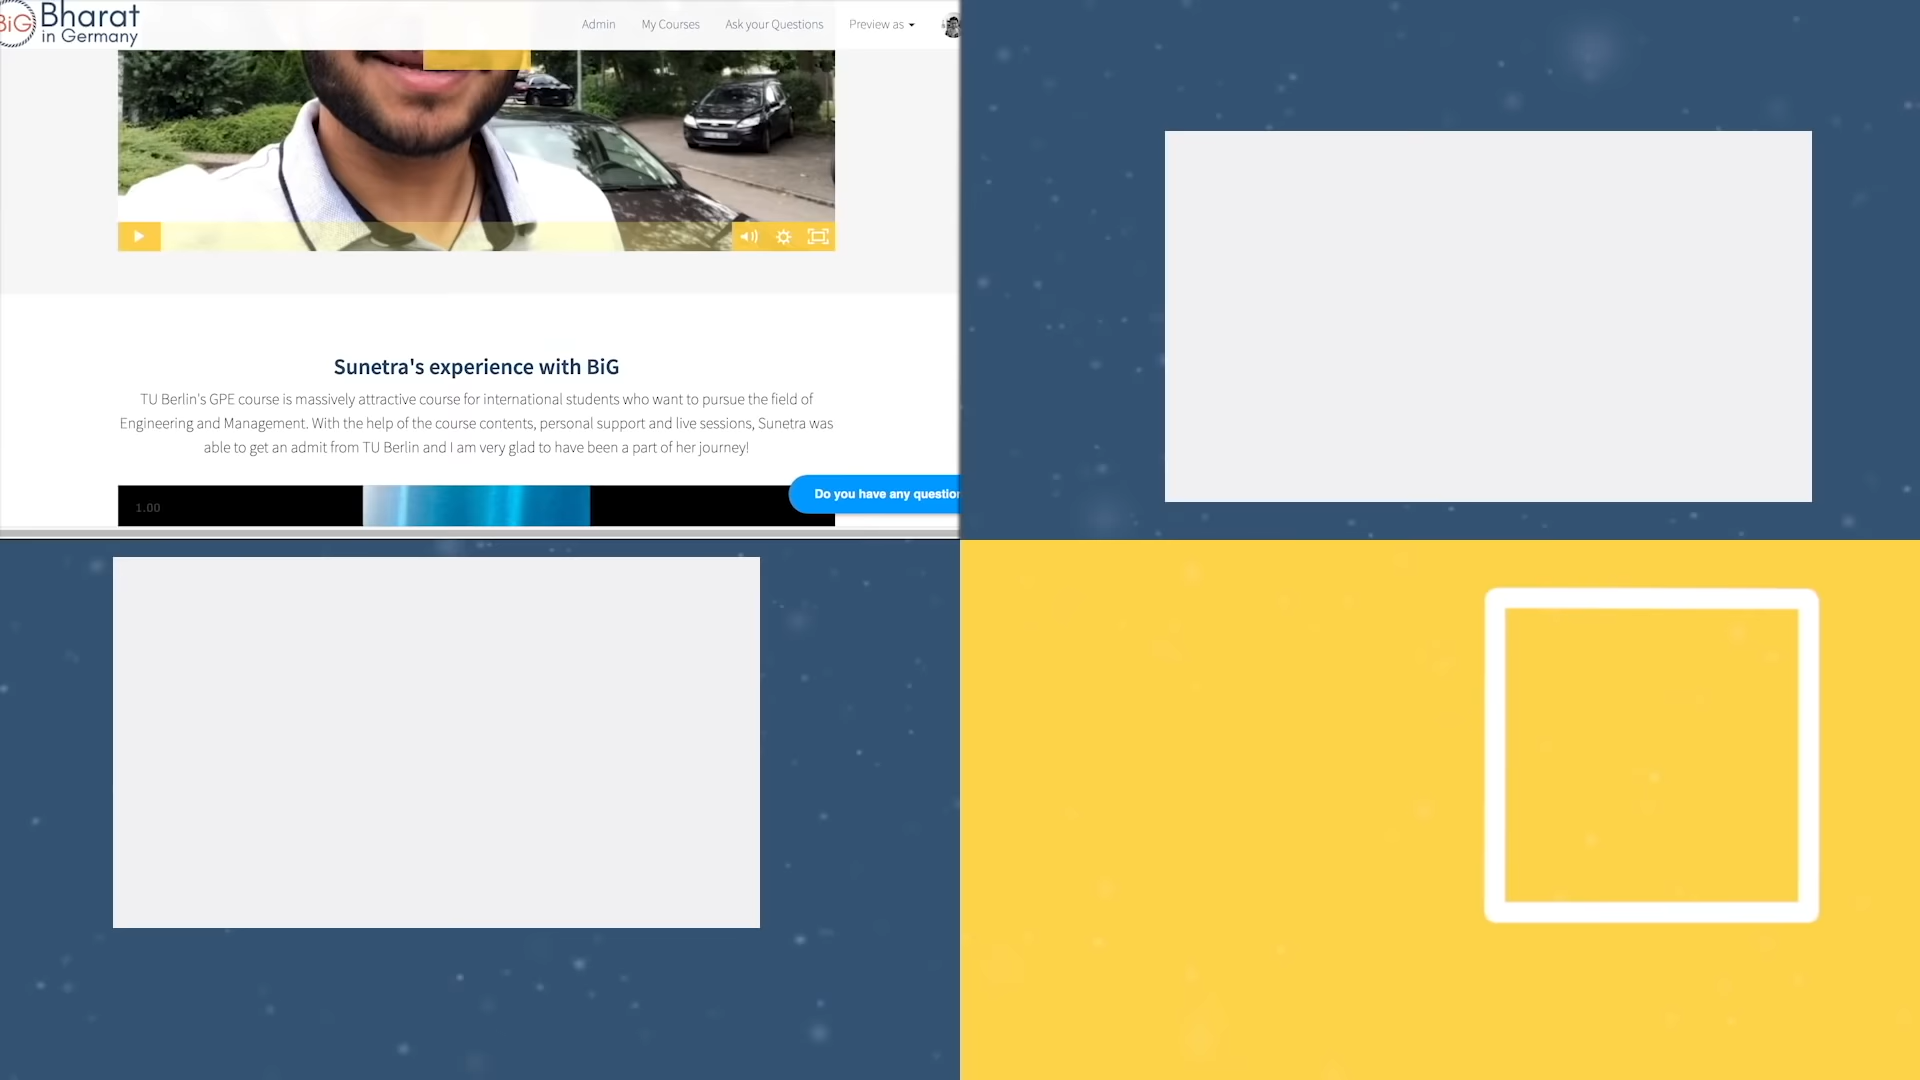 BiG
Bharat
in Germany
Admin
My Courses
Ask your Questions
Preview as
Sunetra's experience with BiG
TU Berlin's GPE course is massively attractive course for international students who want to pursue the field of
Engineering and Management. With the help of the course contents, personal support and live sessions, Sunetra was
able to get an admit from TU Berlin and I am very glad to have been a part of her journey!
1.00
Do you have any question